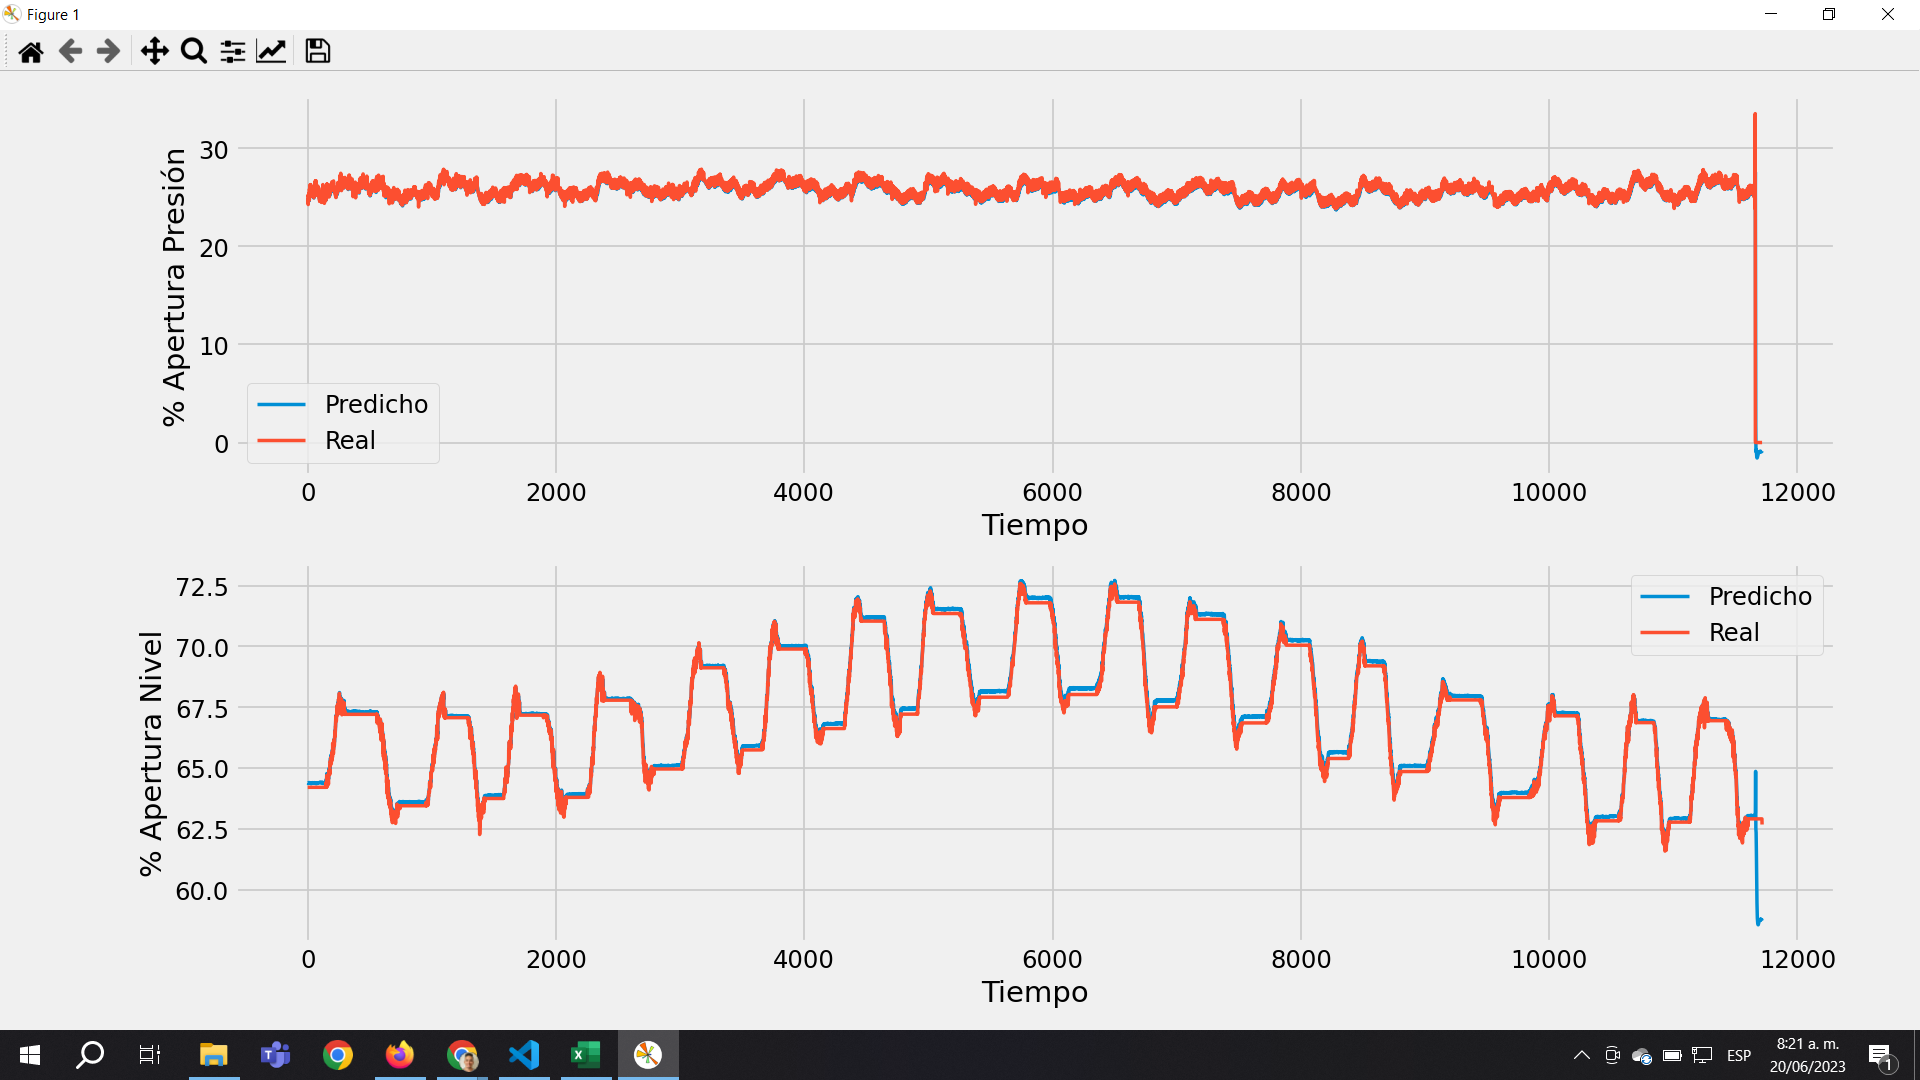 Figure 1
30
20
10
0
% Apertura Presión
Predicho
Real
0 2000 4000 6000 8000 10000 12000
Tiempo
72.5
70.0
67.5
65.0
62.5
60.0
% Apertura Nivel
Predicho
Real
0 2000 4000 6000 8000 10000 12000
Tiempo
ESP
8:21 a. m.
20/06/2023
1